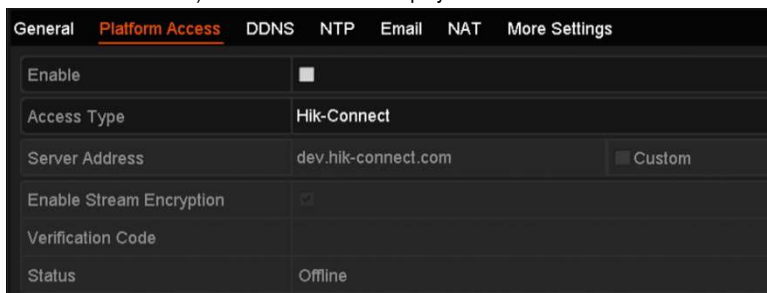 General Platform Access DDNS NTP Email NAT More Settings
Enable
Access Type Hik-Connect
Server Address dev.hik-connect.com Custom
Enable Stream Encryption
Verification Code
Status Offline